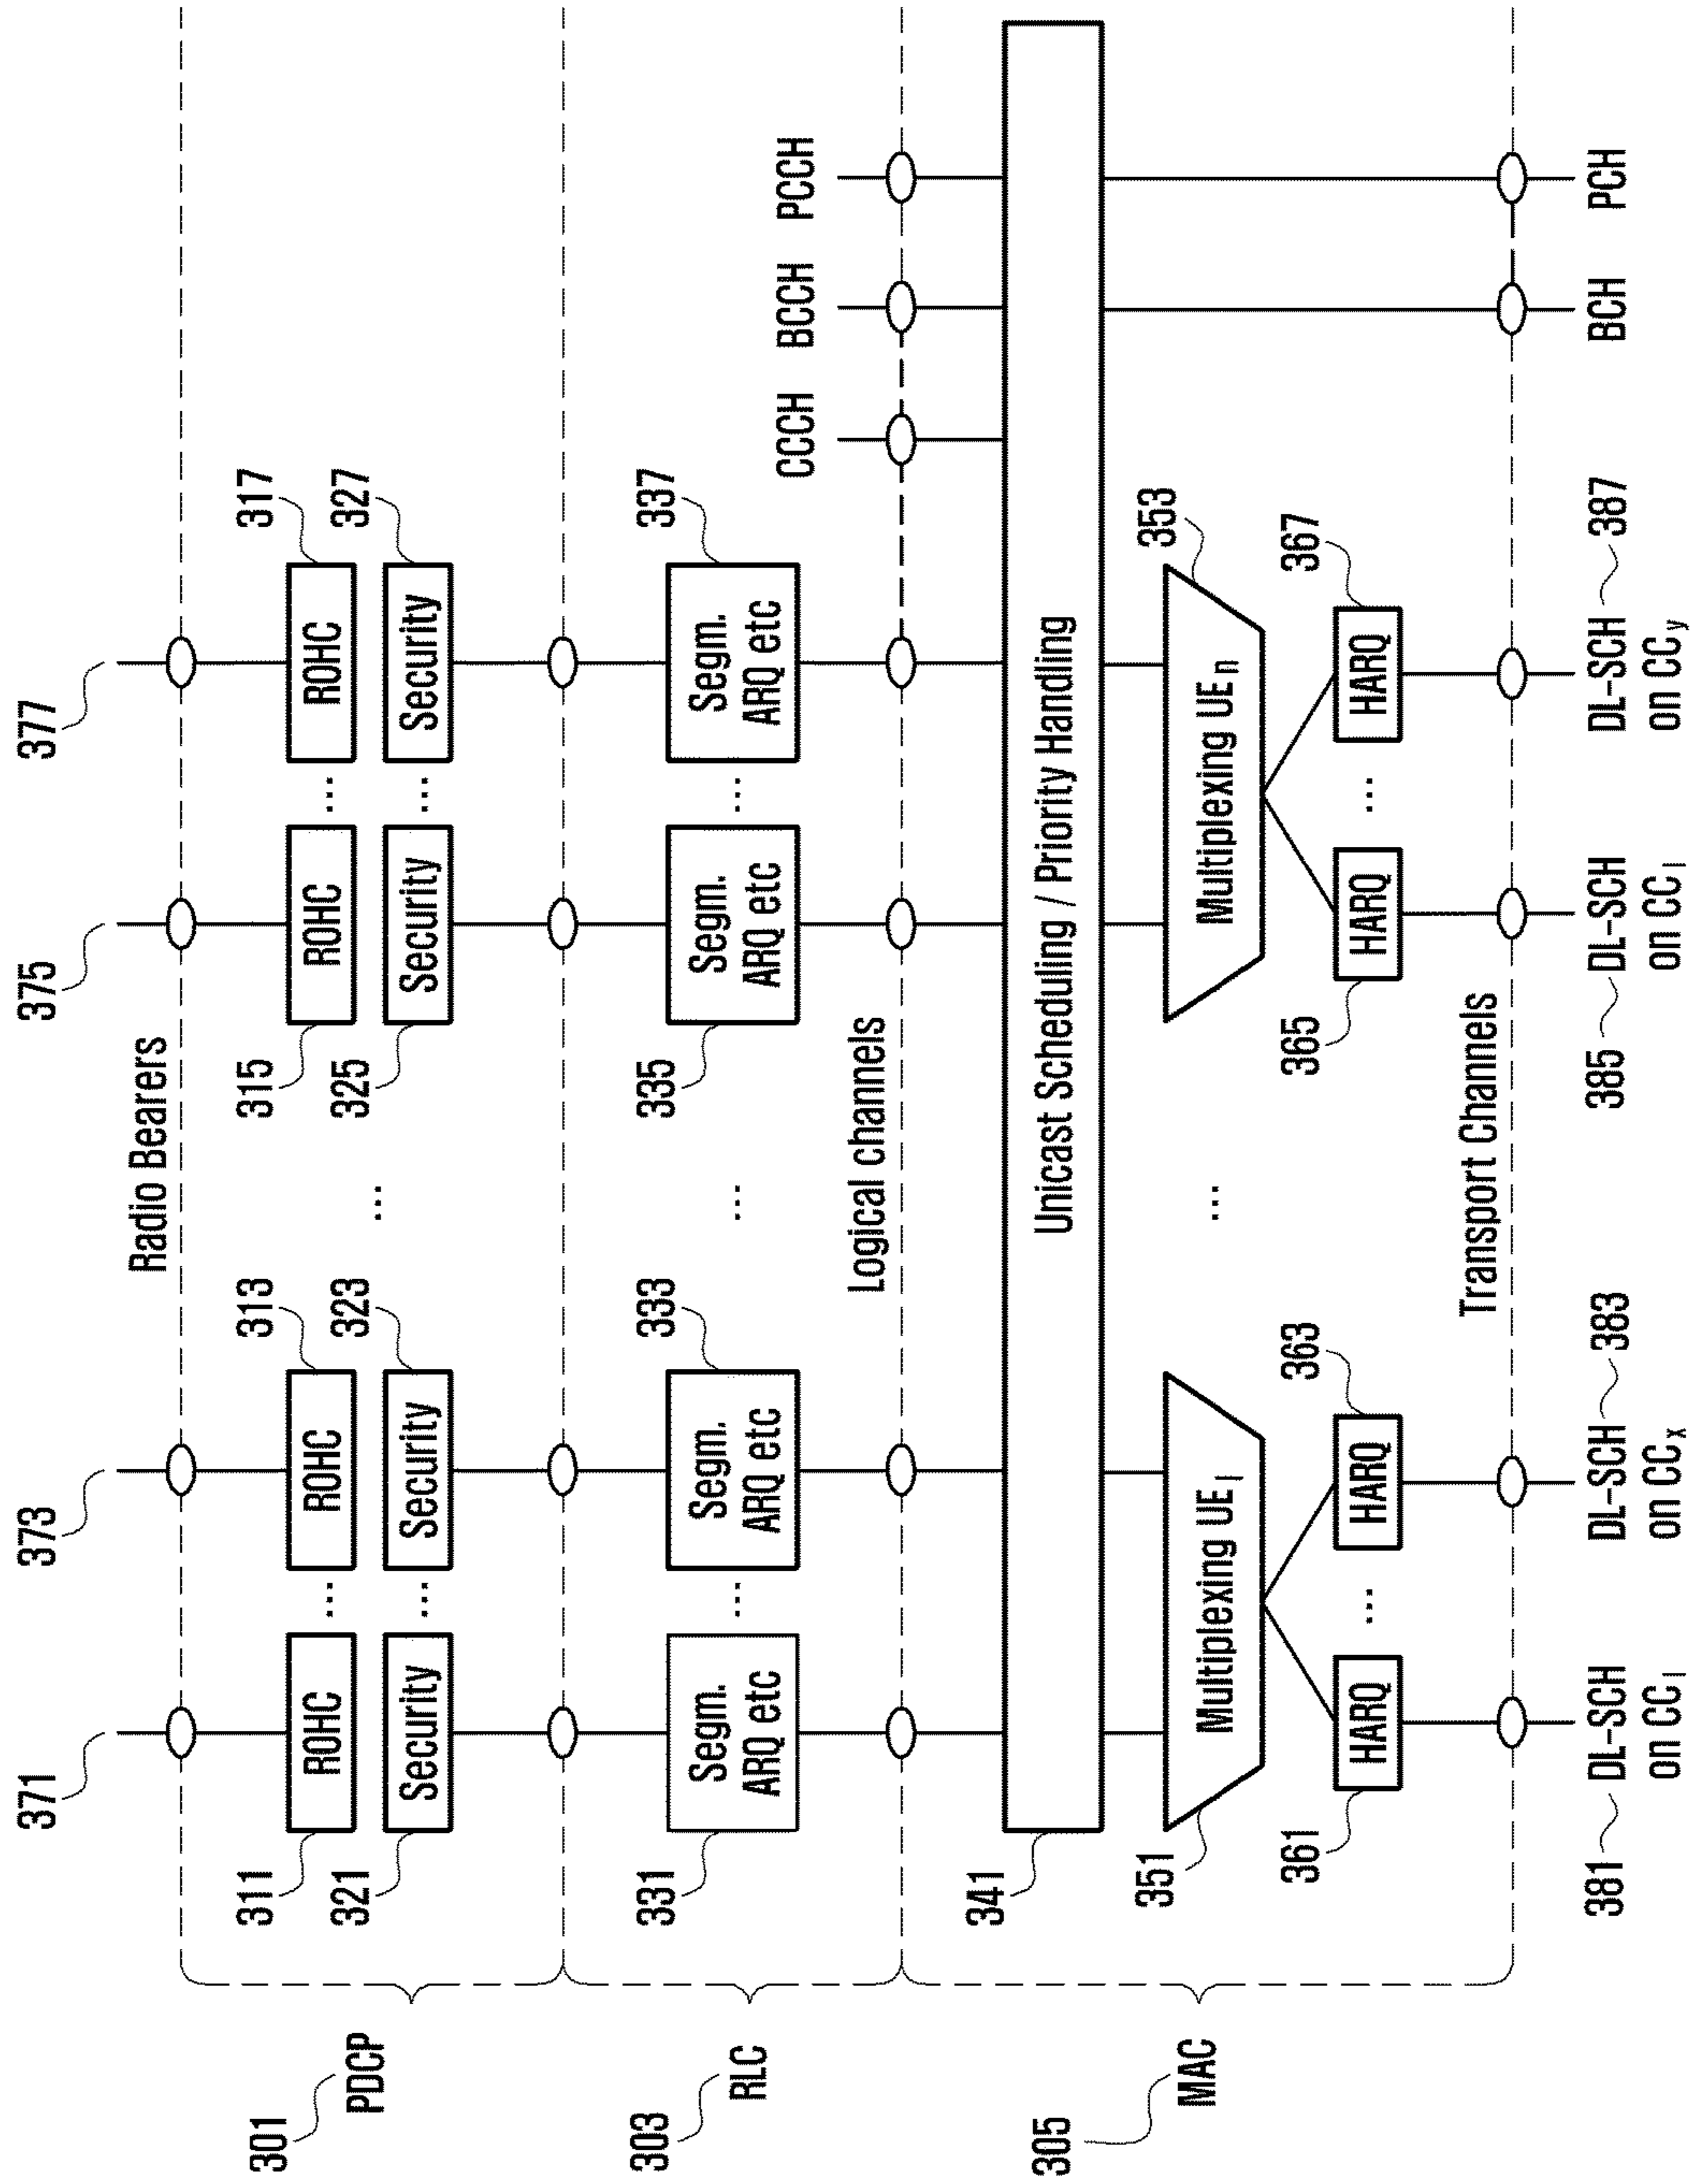 371 373 375 377
Radio Bearers
311 ROHC ... 313 ROHC 315 ROHC ... 317 ROHC
301
PDCP
...
321 Security ... 323 Security 325 Security ... 327 Security
303
RLC
331 333 335 337
Segm. ... Segm. ... Segm. ... Segm.
ARQ etc ARQ etc ARQ etc ARQ etc
CCCH BCCH PCCH
Logical channels
341
Unicast Scheduling / Priority Handling
305
MAC
351 Multiplexing UE1 ... Multiplexing UEn 353
361 HARQ ... HARQ 363 365 HARQ ... HARQ 367
Transport Channels
381 DL-SCH DL-SCH 383 385 DL-SCH DL-SCH 387 BCH PCH
on CC1 on CCx on CC1 on CCy